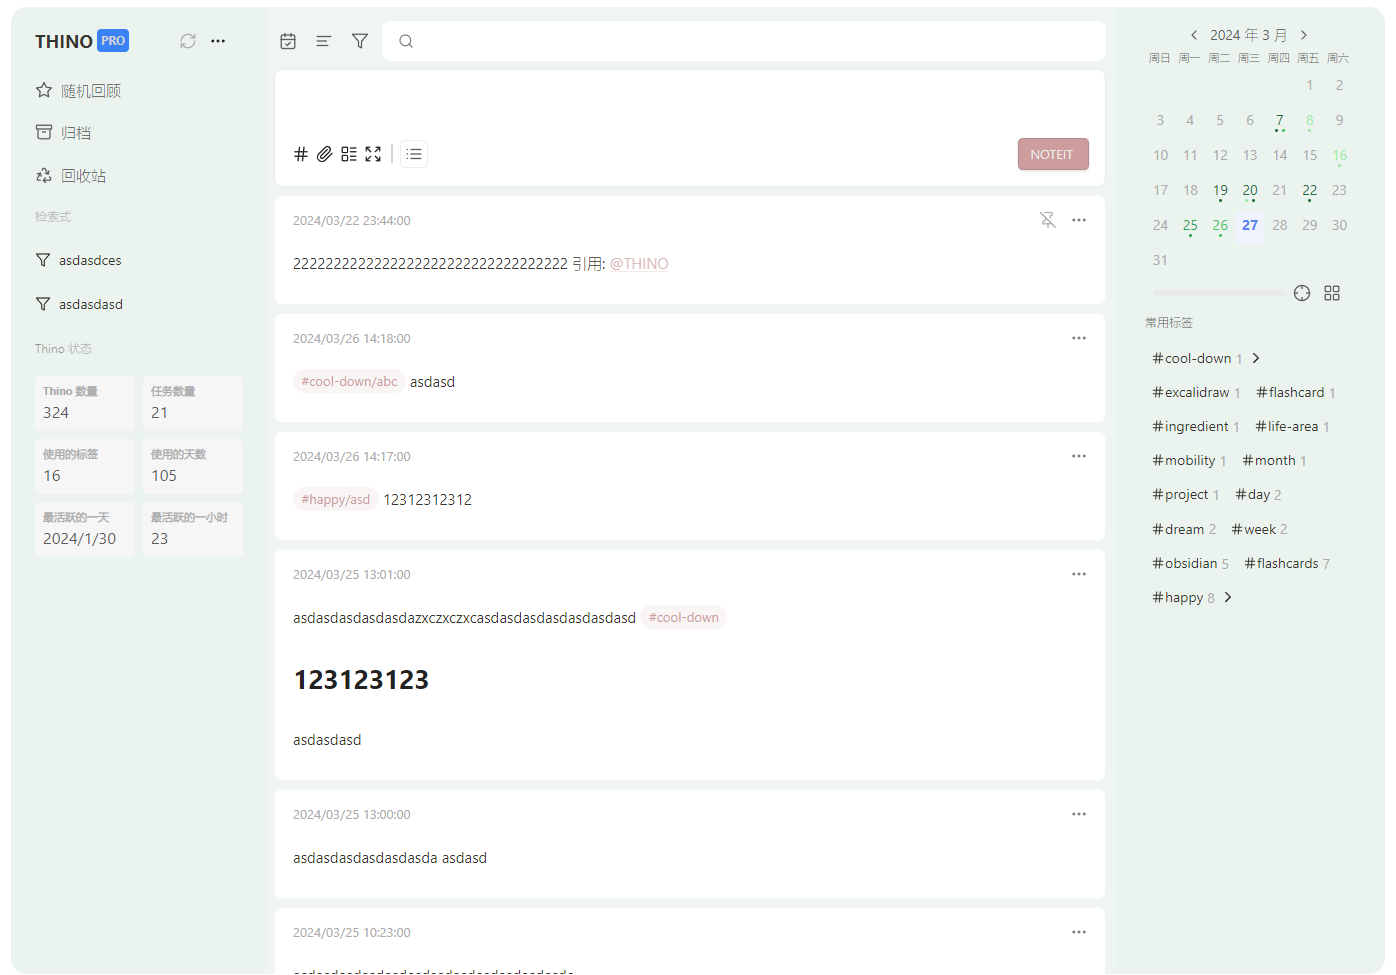 THINO PRO
随机回顾
归档
回收站
检索式
asdasdces
asdasdasd
Thino 状态
Thino 数量
324
任务数量
21
使用的标签
16
使用的天数
105
最活跃的一天
2024/1/30
最活跃的一小时
23
NOTEIT
2024/03/22 23:44:00
222222222222222222222222222222222 引用: @THINO
2024/03/26 14:18:00
#cool-down/abc asdasd
2024/03/26 14:17:00
#happy/asd 12312312312
2024/03/25 13:01:00
asdasdasdasdasdazxczxczxcasdasdasdasdasdasdasd #cool-down
123123123
asdasdasd
2024/03/25 13:00:00
asdasdasdasdasdasda asdasd
2024/03/25 10:23:00
2024 年 3 月
周日 周一 周二 周三 周四 周五 周六
1 2
3 4 5 6 7 8 9
10 11 12 13 14 15 16
17 18 19 20 21 22 23
24 25 26 27 28 29 30
31
常用标签
#cool-down 1
#excalidraw 1 #flashcard 1
#ingredient 1 #life-area 1
#mobility 1 #month 1
#project 1 #day 2
#dream 2 #week 2
#obsidian 5 #flashcards 7
#happy 8